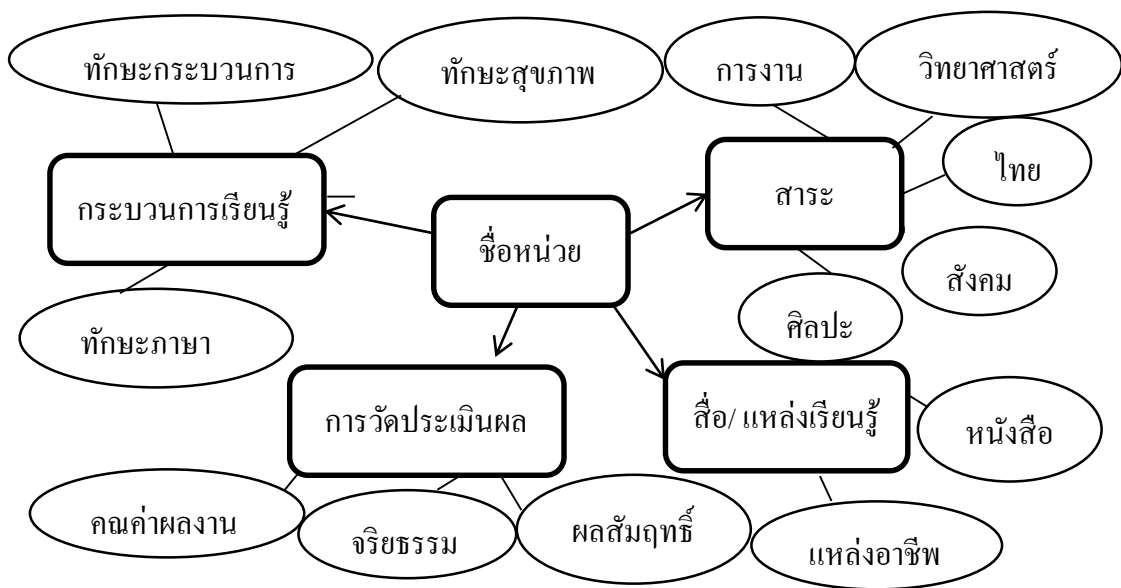 ทักษะกระบวนการ
ทักษะสุขภาพ
การงาน
วิทยาศาสตร์
ไทย
กระบวนการเรียนรู้
สาระ
ชื่อหน่วย
สังคม
ศิลปะ
ทักษะภาษา
การวัดประเมินผล
สื่อ/ แหล่งเรียนรู้
หนังสือ
คณค่าผลงาน
จริยธรรม
ผลสัมฤทธิ์
แหล่งอาชีพ